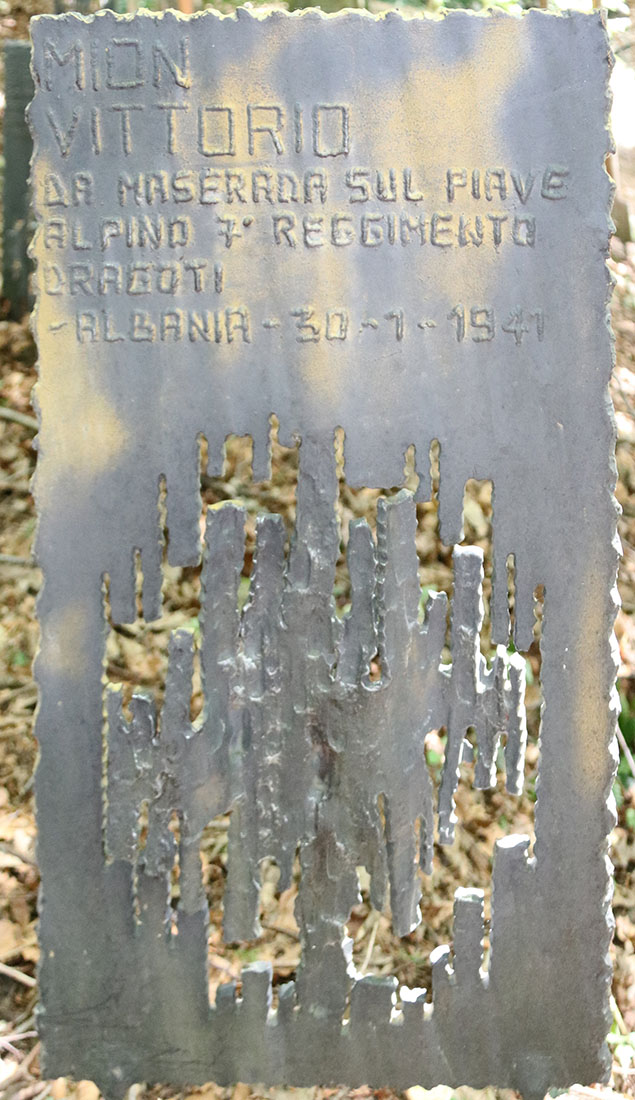 MION
VITTORIO
DA MASERADA SUL PIAVE
ALPINO 7° REGGIMENTO
DRAGOTI
-ALBANIA-30-1-1941